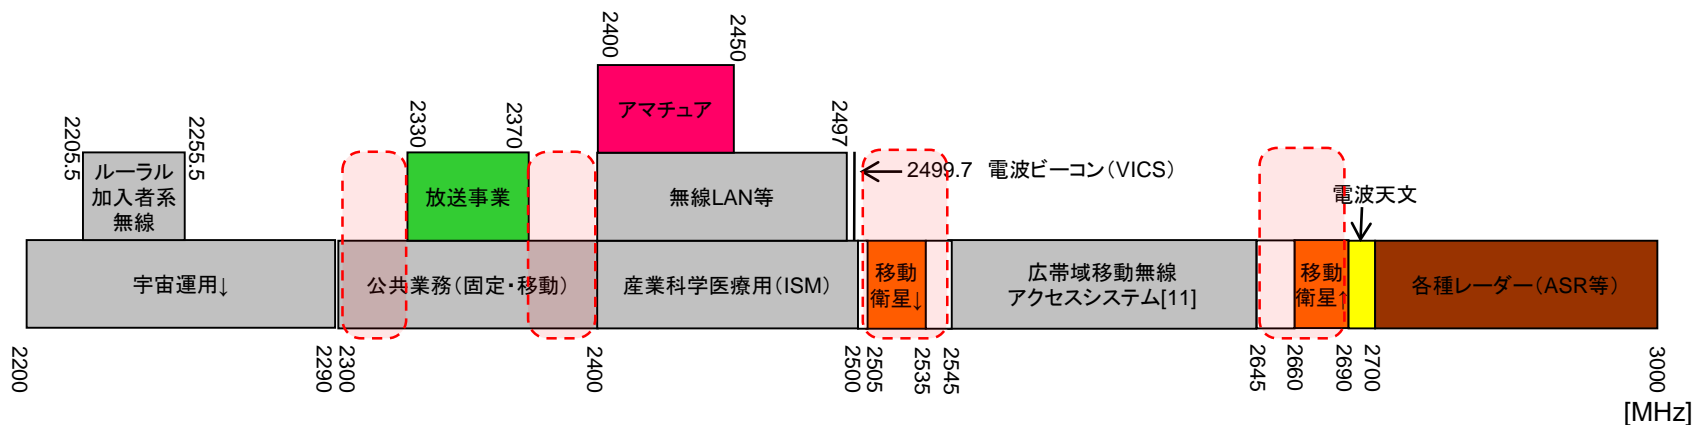 2400
2450
アマチュア
2205.5
2255.5
2330
2370
2497
ルーラル
加入者系
無線
放送事業
無線LAN等
2499.7 電波ビーコン(VICS)
電波天文
宇宙運用↓
公共業務(固定・移動)
産業科学医療用(ISM)
移動
衛星↓
広帯域移動無線
アクセスシステム[11]
移動
衛星↑
各種レーダー(ASR等)
2200
2290
2300
2400
2500
2505
2535
2545
2645
2660
2690
2700
3000
[MHz]